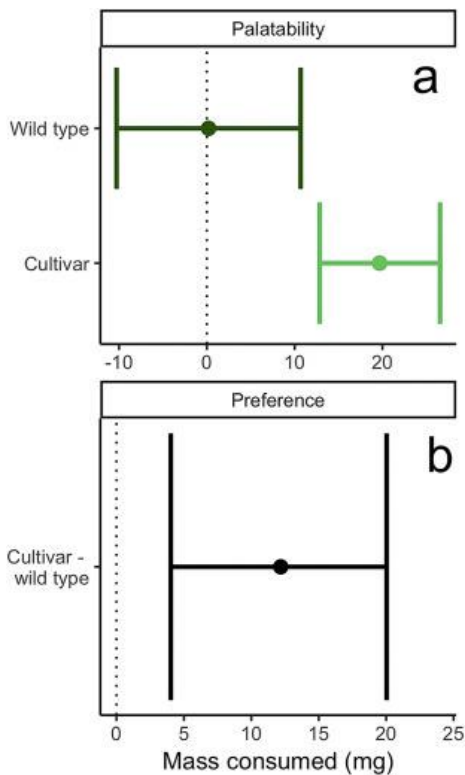 Palatability
a
Wild type
Cultivar
-10 0 10 20
Preference
b
Cultivar -
wild type
0 5 10 15 20 25
Mass consumed (mg)